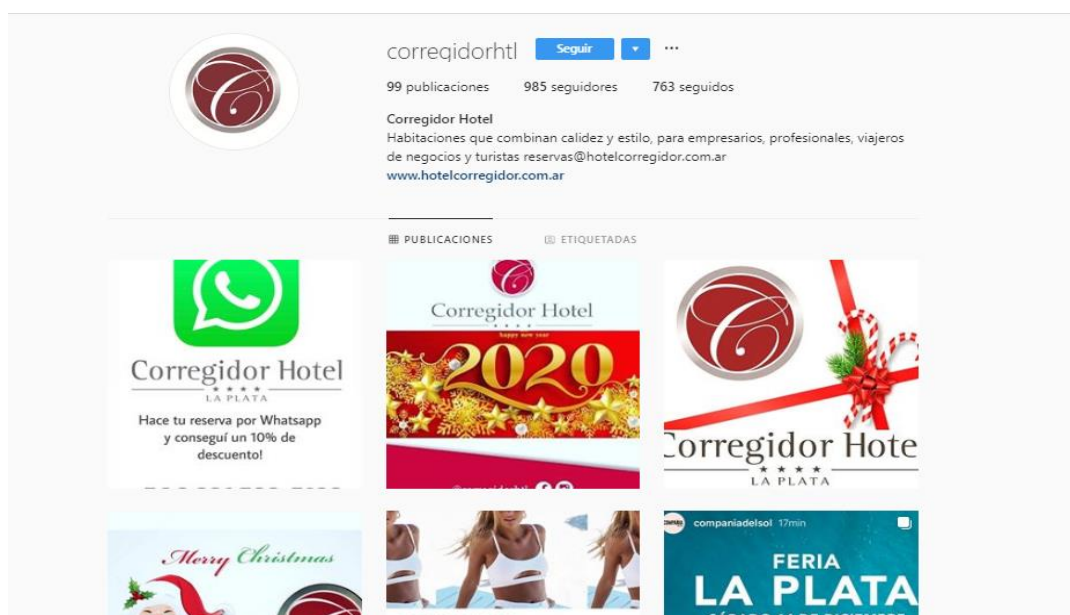 corregidorhtl Seguir ...
99 publicaciones 985 seguidores 763 seguidos
Corregidor Hotel
Habitaciones que combinan calidez y estilo, para empresarios, profesionales, viajeros
de negocios y turistas reservas@hotelcorregidor.com.ar
www.hotelcorregidor.com.ar
PUBLICACIONES ETIQUETADAS
Corregidor Hotel
LA PLATA
Hace tu reserva por Whatsapp
y conseguí un 10% de
descuento!
C
Corregidor Hotel
happy new year
2020
@corregidorhtl
C
Corregidor Hote
LA PLATA
Merry Christmas
companiadelsol 17min
FERIA
LA PLATA